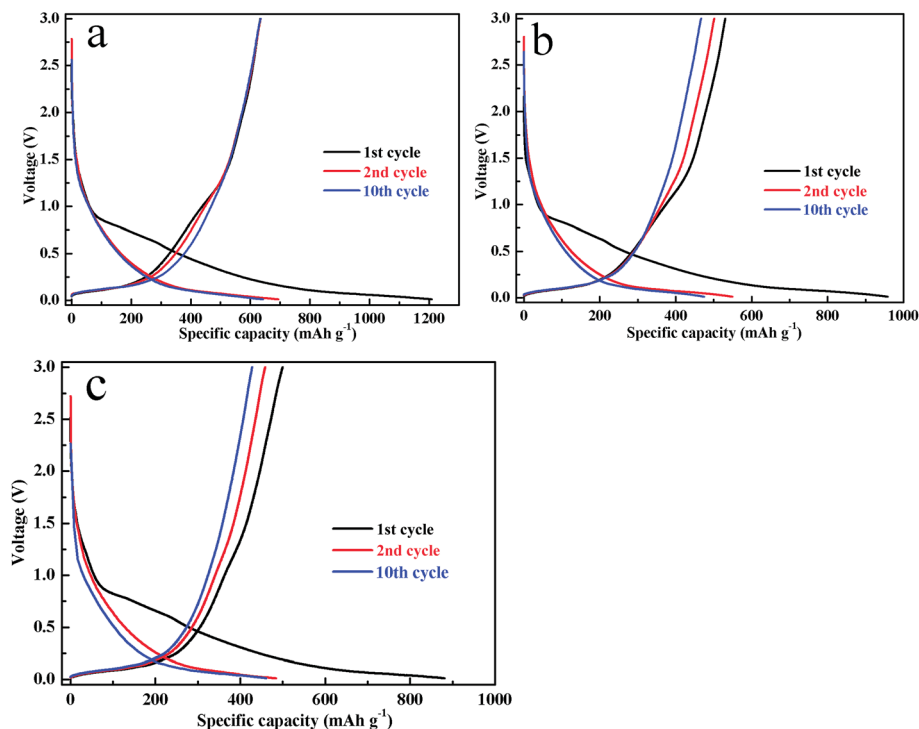 a
3.0
2.5
2.0
1.5
1.0
0.5
0.0
Voltage (V)
1st cycle
2nd cycle
10th cycle
0 200 400 600 800 1000 1200
Specific capacity (mAh g⁻¹)
b
3.0
2.5
2.0
1.5
1.0
0.5
0.0
Voltage (V)
1st cycle
2nd cycle
10th cycle
0 200 400 600 800 1000
Specific capacity (mAh g⁻¹)
c
3.0
2.5
2.0
1.5
1.0
0.5
0.0
Voltage (V)
1st cycle
2nd cycle
10th cycle
0 200 400 600 800 1000
Specific capacity (mAh g⁻¹)